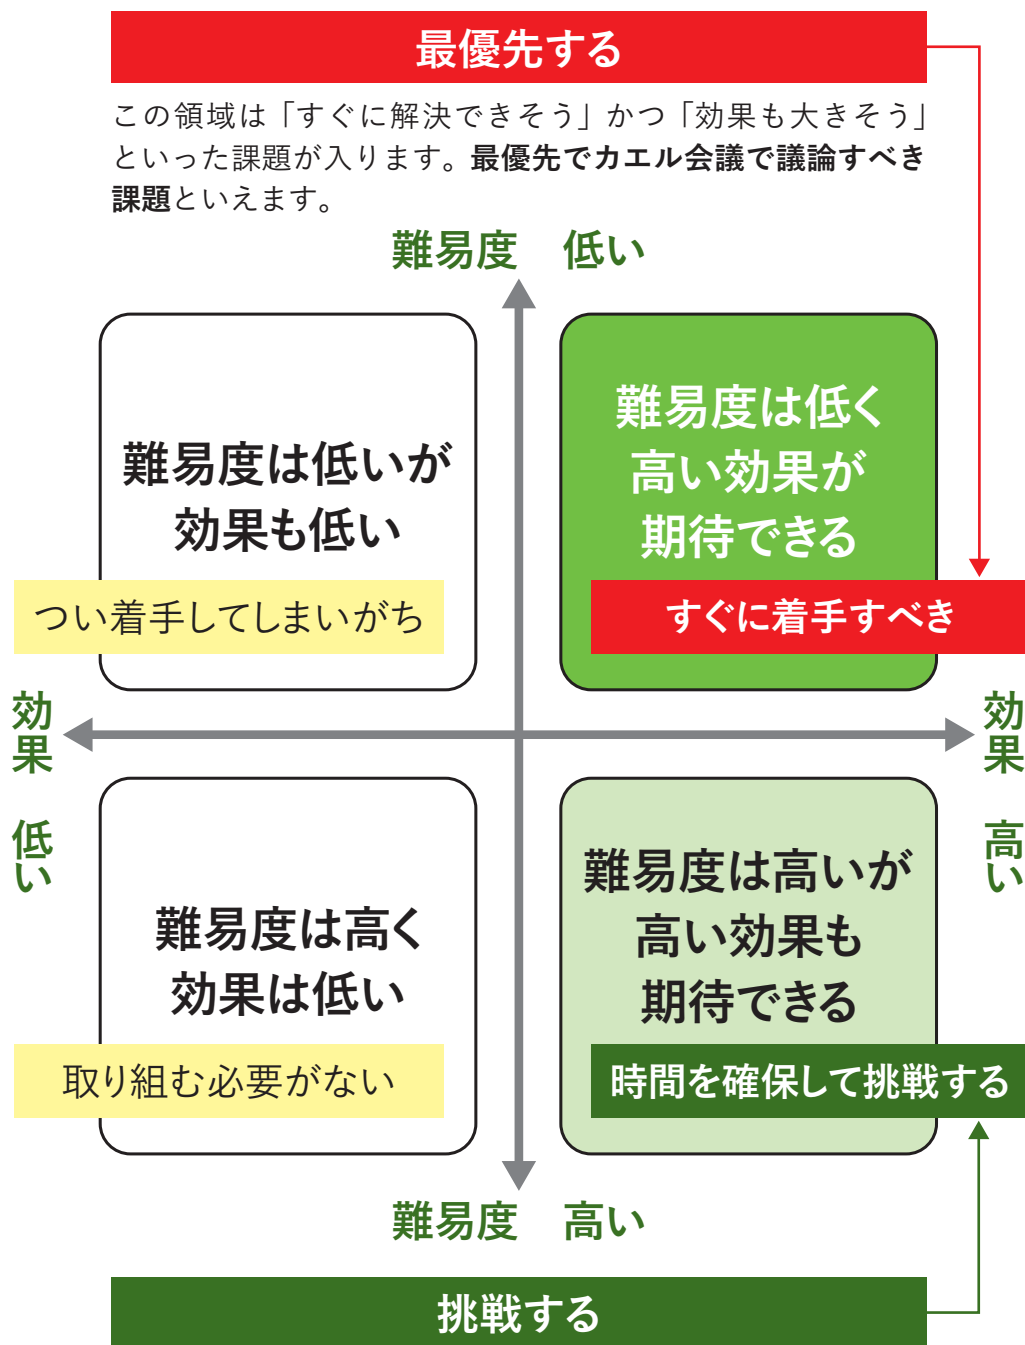 最優先する
この領域は「すぐに解決できそう」かつ「効果も大きそう」
といった課題が入ります。最優先でカエル会議で議論すべき
課題といえます。
難易度　低い
難易度は低いが
効果も低い
つい着手してしまいがち
難易度は低く
高い効果が
期待できる
すぐに着手すべき
効果　低い
効果　高い
難易度は高く
効果は低い
取り組む必要がない
難易度は高いが
高い効果も
期待できる
時間を確保して挑戦する
難易度　高い
挑戦する